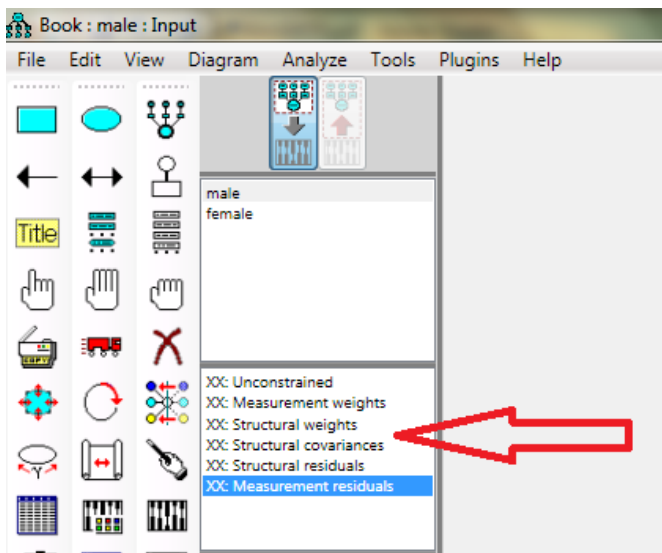 Book : male : Input
File Edit View Diagram Analyze Tools Plugins Help
Title
COPY
γ
male
female
XX: Unconstrained
XX: Measurement weights
XX: Structural weights
XX: Structural covariances
XX: Structural residuals
XX: Measurement residuals